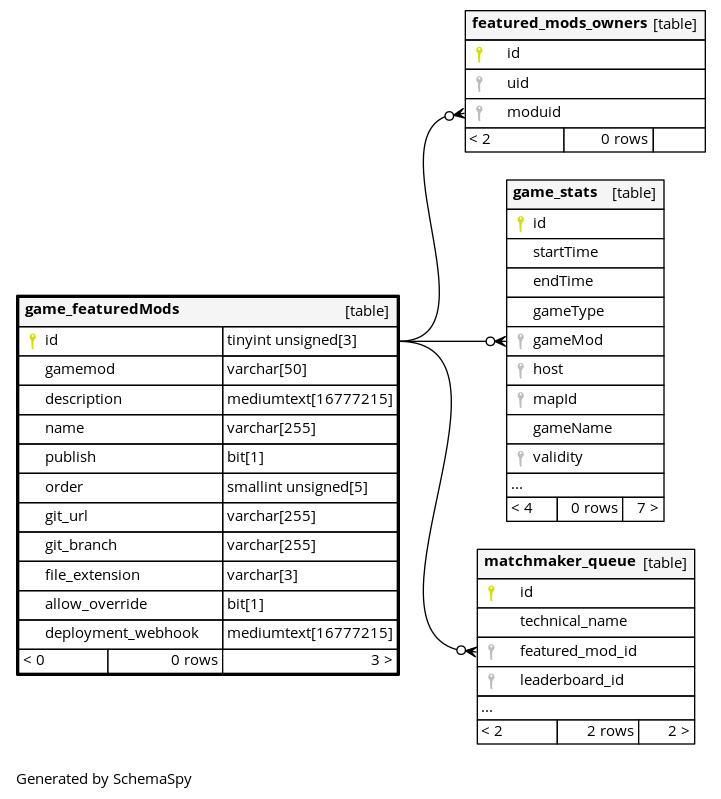 featured_mods_owners [table]
id
uid
moduid
< 2 0 rows
game_stats [table]
id
startTime
endTime
gameType
gameMod
host
mapId
gameName
validity
...
< 4 0 rows 7 >
game_featuredMods [table]
id tinyint unsigned[3]
gamemod varchar[50]
description mediumtext[16777215]
name varchar[255]
publish bit[1]
order smallint unsigned[5]
git_url varchar[255]
git_branch varchar[255]
file_extension varchar[3]
allow_override bit[1]
deployment_webhook mediumtext[16777215]
< 0 0 rows 3 >
matchmaker_queue [table]
id
technical_name
featured_mod_id
leaderboard_id
...
< 2 2 rows 2 >
Generated by SchemaSpy